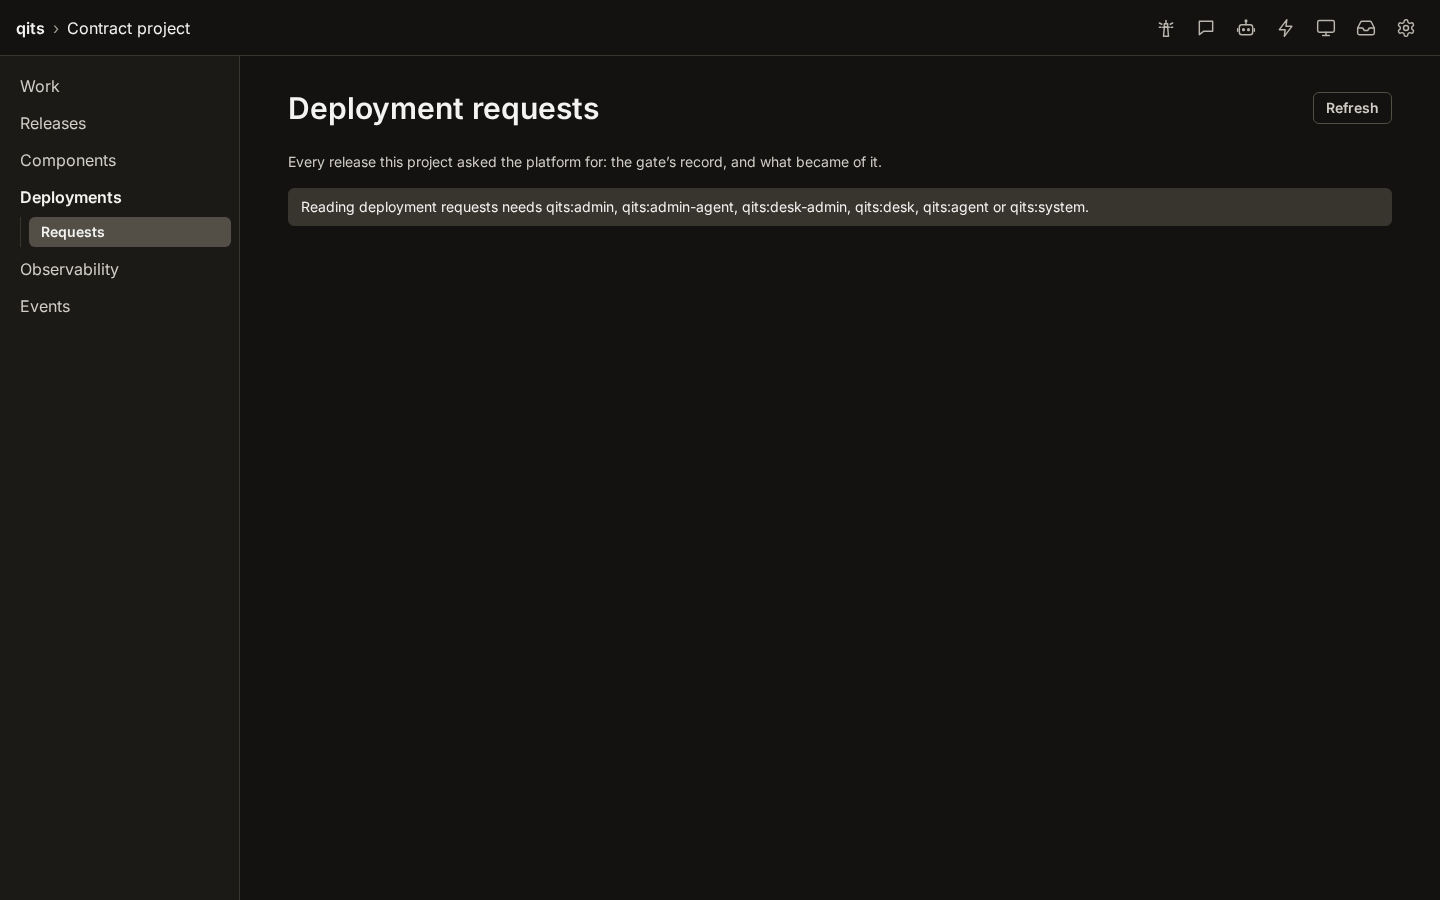 qits › Contract project
Work
Releases
Components
Deployments
Requests
Observability
Events
Deployment requests
Refresh
Every release this project asked the platform for: the gate’s record, and what became of it.
Reading deployment requests needs qits:admin, qits:admin-agent, qits:desk-admin, qits:desk, qits:agent or qits:system.